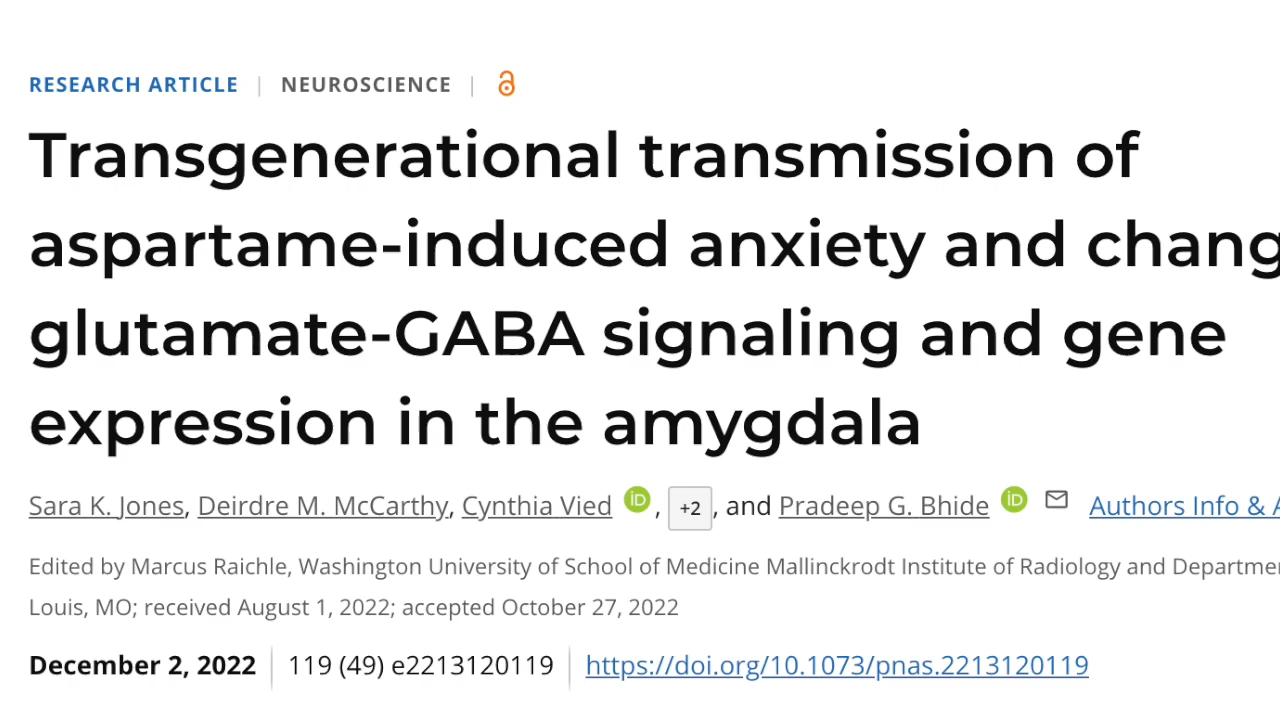 RESEARCH ARTICLE | NEUROSCIENCE |
Transgenerational transmission of
aspartame-induced anxiety and chang
glutamate-GABA signaling and gene
expression in the amygdala
Sara K. Jones, Deirdre M. McCarthy, Cynthia Vied iD, +2, and Pradeep G. Bhide iD Authors Info & A
Edited by Marcus Raichle, Washington University of School of Medicine Mallinckrodt Institute of Radiology and Departmen
Louis, MO; received August 1, 2022; accepted October 27, 2022
December 2, 2022 | 119 (49) e2213120119 | https://doi.org/10.1073/pnas.2213120119